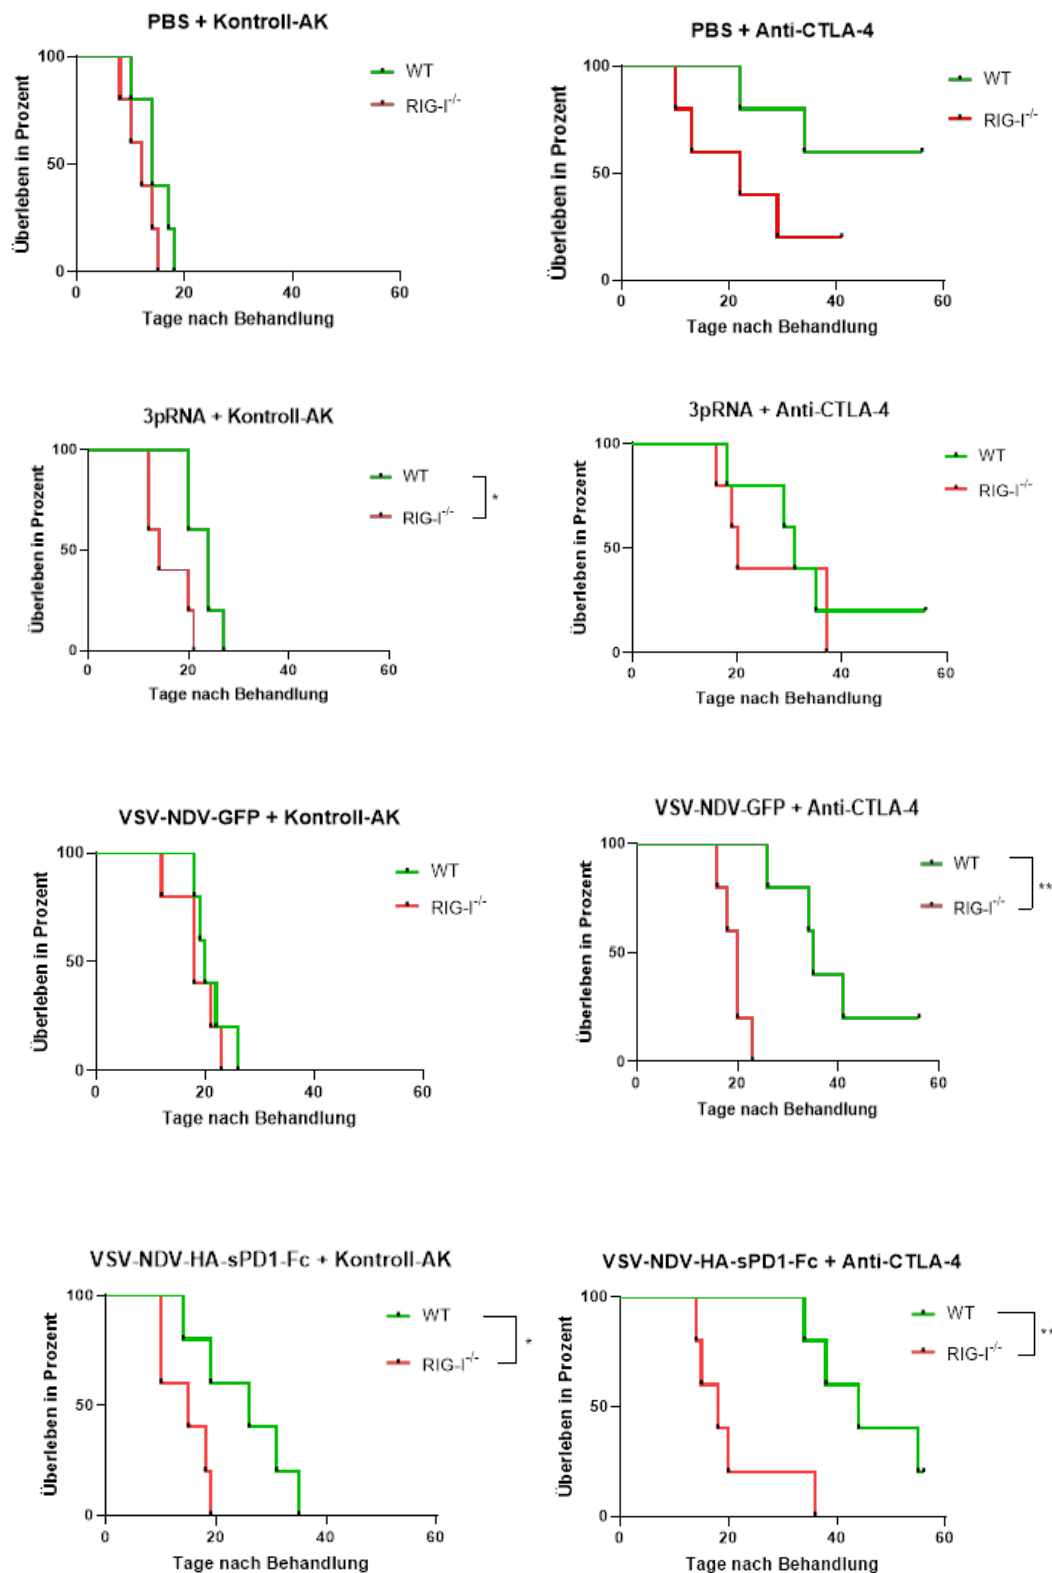 PBS + Kontroll-AK
Überleben in Prozent
100
50
0
0 20 40 60
Tage nach Behandlung
WT
RIG-I-/-
PBS + Anti-CTLA-4
Überleben in Prozent
100
50
0
0 20 40 60
Tage nach Behandlung
WT
RIG-I-/-
3pRNA + Kontroll-AK
Überleben in Prozent
100
50
0
0 20 40 60
Tage nach Behandlung
WT
RIG-I-/-
*
3pRNA + Anti-CTLA-4
Überleben in Prozent
100
50
0
0 20 40 60
Tage nach Behandlung
WT
RIG-I-/-
VSV-NDV-GFP + Kontroll-AK
Überleben in Prozent
100
50
0
0 20 40 60
Tage nach Behandlung
WT
RIG-I-/-
VSV-NDV-GFP + Anti-CTLA-4
Überleben in Prozent
100
50
0
0 20 40 60
Tage nach Behandlung
WT
RIG-I-/-
**
VSV-NDV-HA-sPD1-Fc + Kontroll-AK
Überleben in Prozent
100
50
0
0 20 40 60
Tage nach Behandlung
WT
RIG-I-/-
*
VSV-NDV-HA-sPD1-Fc + Anti-CTLA-4
Überleben in Prozent
100
50
0
0 20 40 60
Tage nach Behandlung
WT
RIG-I-/-
**